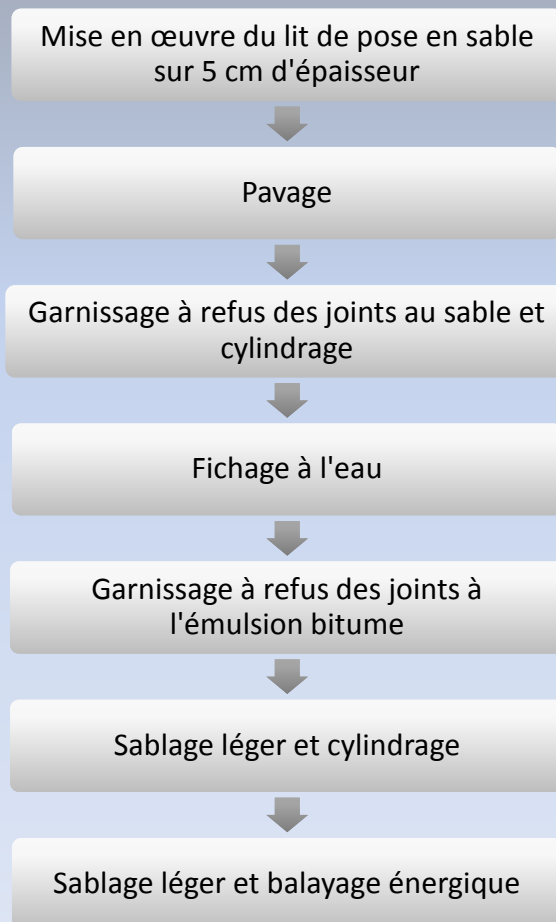 Mise en œuvre du lit de pose en sable
sur 5 cm d'épaisseur
Pavage
Garnissage à refus des joints au sable et
cylindrage
Fichage à l'eau
Garnissage à refus des joints à
l'émulsion bitume
Sablage léger et cylindrage
Sablage léger et balayage énergique